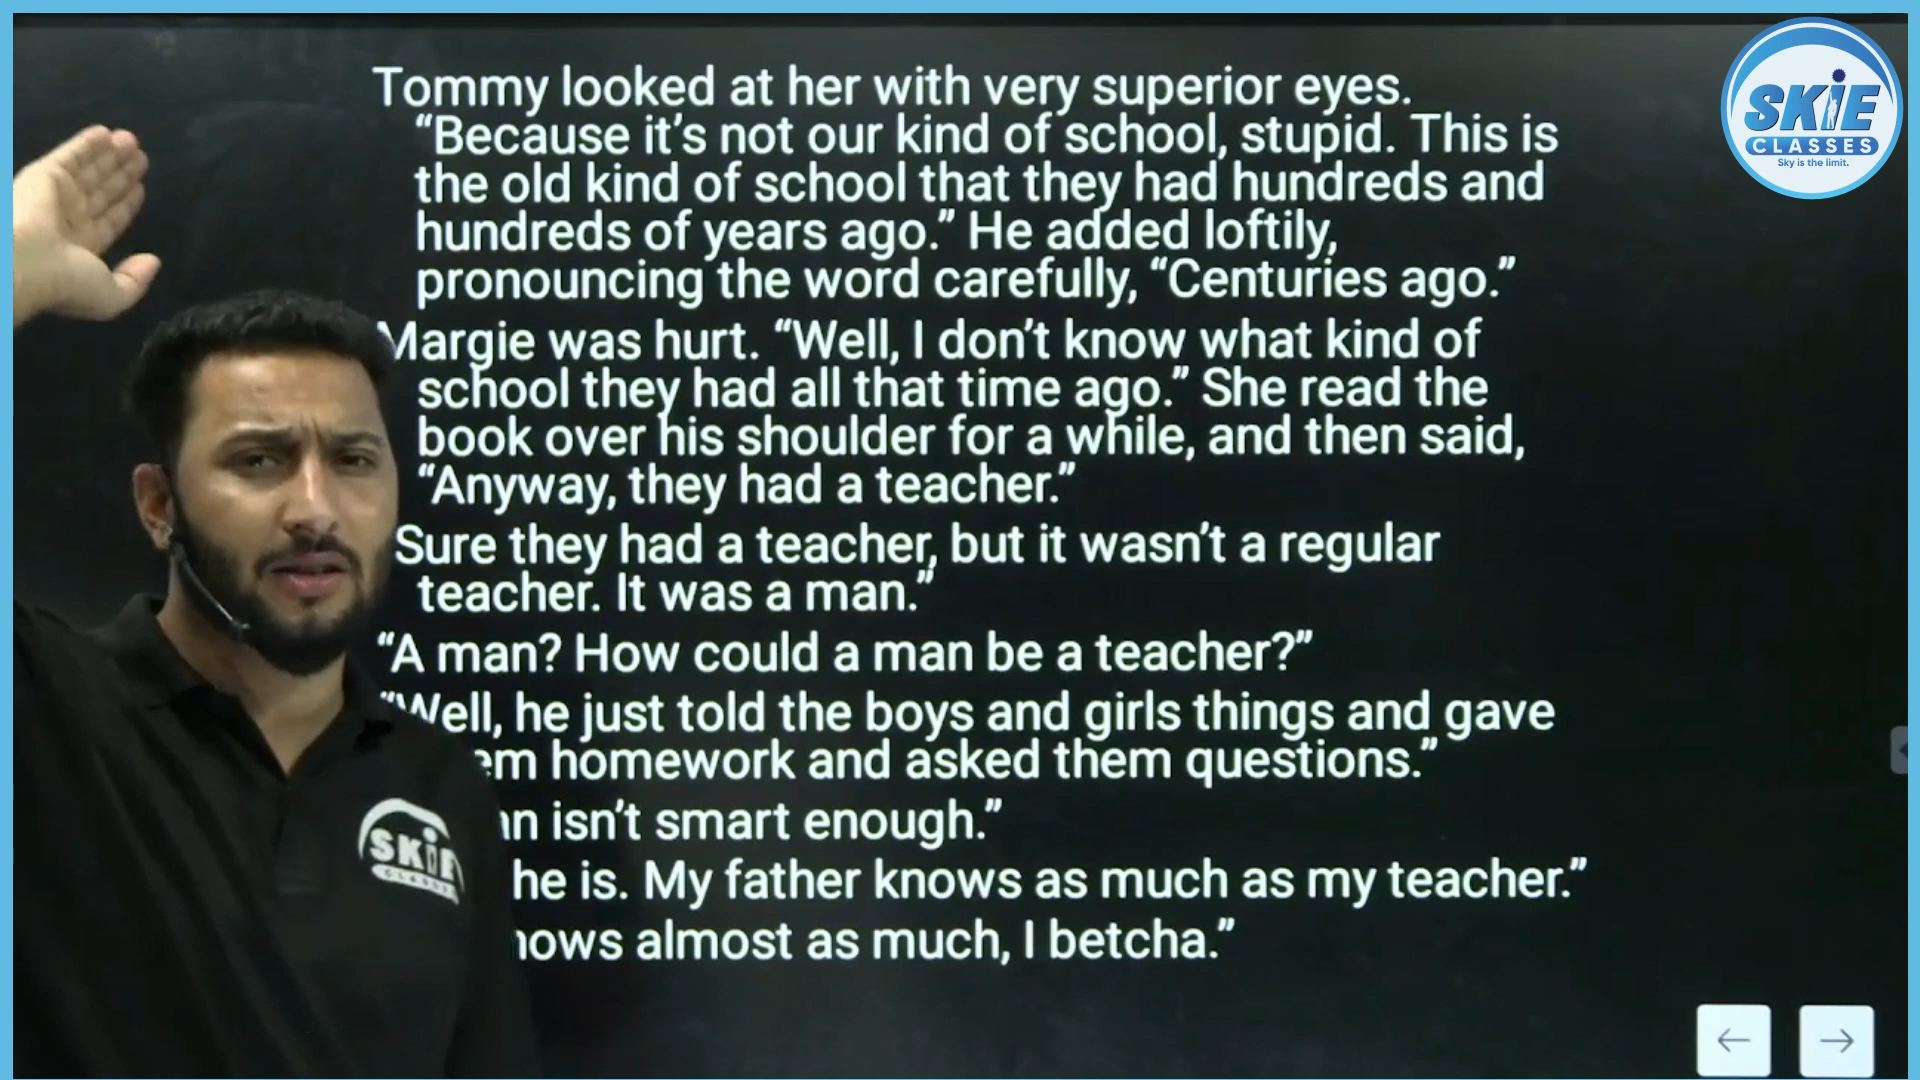 Tommy looked at her with very superior eyes.
“Because it’s not our kind of school, stupid. This is
the old kind of school that they had hundreds and
hundreds of years ago.” He added loftily,
pronouncing the word carefully, “Centuries ago.”
Margie was hurt. “Well, I don’t know what kind of
school they had all that time ago.” She read the
book over his shoulder for a while, and then said,
“Anyway, they had a teacher.”
Sure they had a teacher, but it wasn’t a regular
teacher. It was a man.”
“A man? How could a man be a teacher?”
“Well, he just told the boys and girls things and gave
homework and asked them questions.”
isn’t smart enough.”
he is. My father knows as much as my teacher.”
almost as much, I betcha.”
SKIE
CLASSES
Sky is the limit.
SKIE
CLASSES